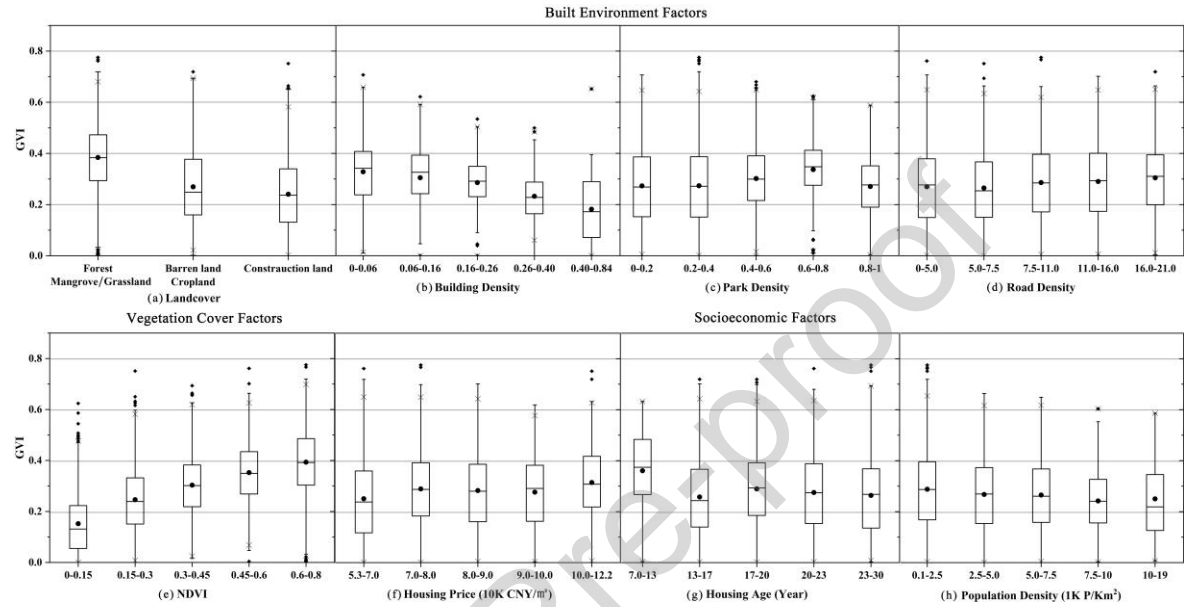 Built Environment Factors
GVI
0.8
0.6
0.4
0.2
0.0
Forest
Mangrove/Grassland
Barren land
Cropland
Constrauction land
(a) Landcover
0-0.06 0.06-0.16 0.16-0.26 0.26-0.40 0.40-0.84
(b) Building Density
0-0.2 0.2-0.4 0.4-0.6 0.6-0.8 0.8-1
(c) Park Density
0-5.0 5.0-7.5 7.5-11.0 11.0-16.0 16.0-21.0
(d) Road Density
Vegetation Cover Factors
Socioeconomic Factors
GVI
0.8
0.6
0.4
0.2
0.0
0-0.15 0.15-0.3 0.3-0.45 0.45-0.6 0.6-0.8
(e) NDVI
5.3-7.0 7.0-8.0 8.0-9.0 9.0-10.0 10.0-12.2
(f) Housing Price (10K CNY/㎡)
7.0-13 13-17 17-20 20-23 23-30
(g) Housing Age (Year)
0.1-2.5 2.5-5.0 5.0-7.5 7.5-10 10-19
(h) Population Density (1K P/Km²)
Pre-proof